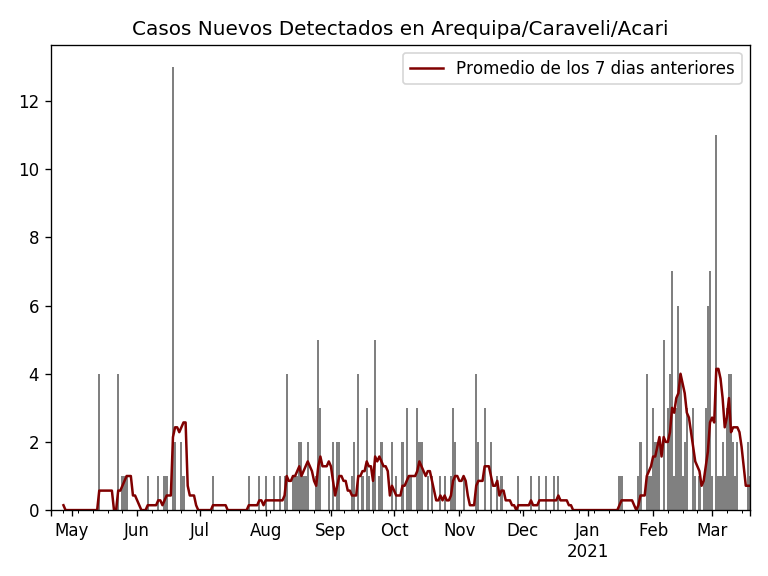 Casos Nuevos Detectados en Arequipa/Caraveli/Acari
Promedio de los 7 dias anteriores
12
10
8
6
4
2
0
May Jun Jul Aug Sep Oct Nov Dec Jan Feb Mar
2021